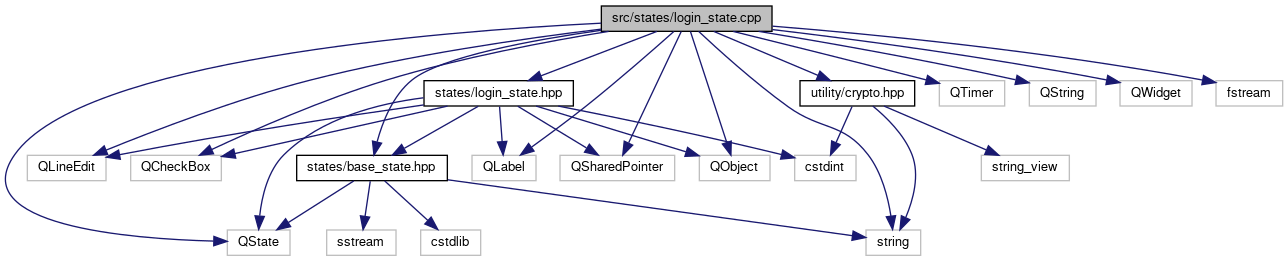 src/states/login_state.cpp
states/login_state.hpp
utility/crypto.hpp
QTimer
QString
QWidget
fstream
QLineEdit
QCheckBox
states/base_state.hpp
QLabel
QSharedPointer
QObject
cstdint
string_view
QState
sstream
cstdlib
string